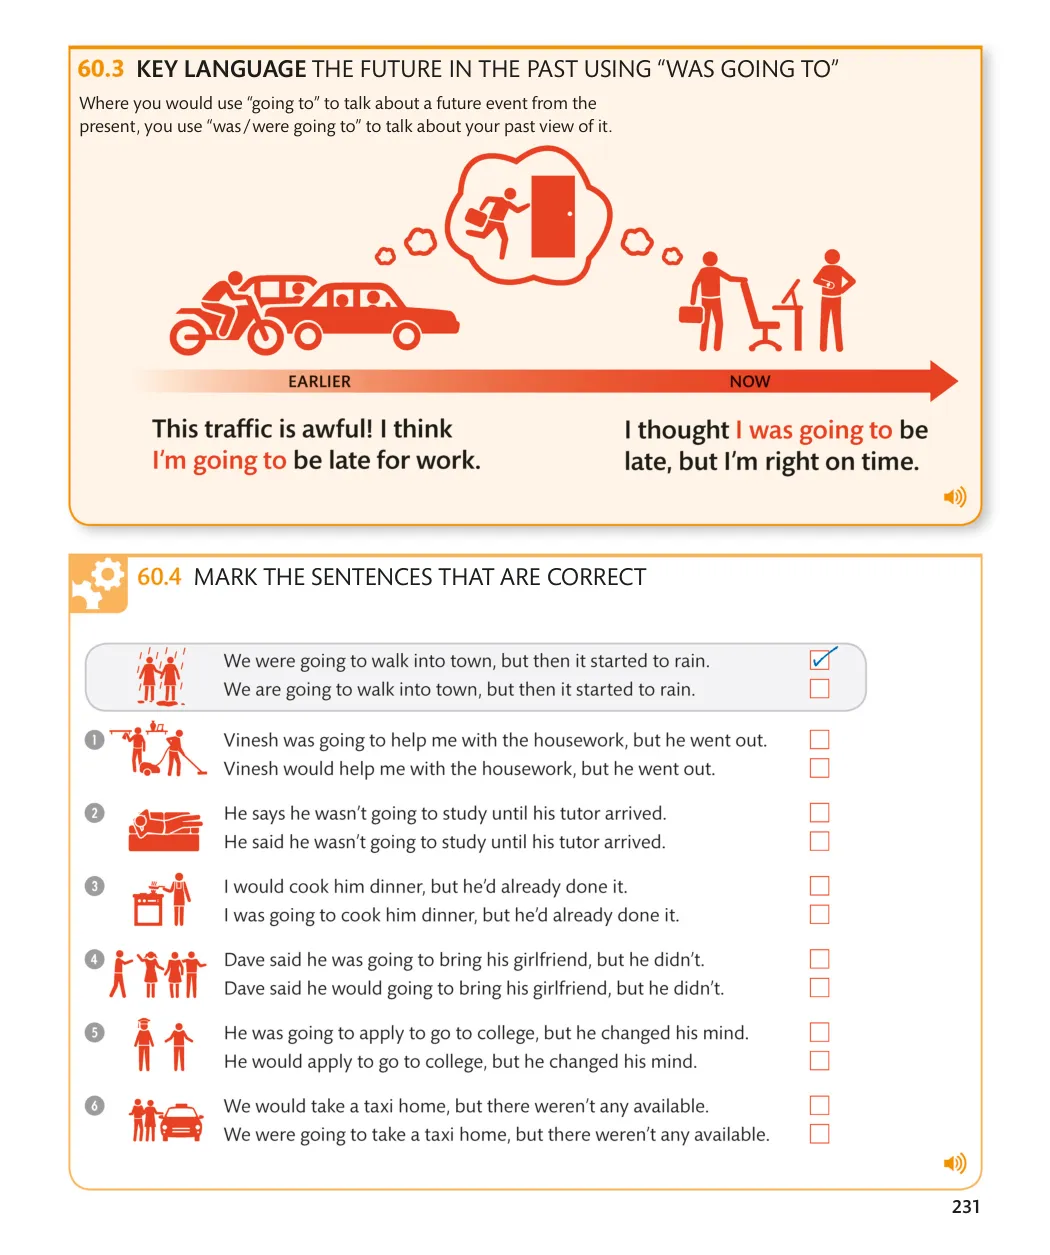 60.3 KEY LANGUAGE THE FUTURE IN THE PAST USING “WAS GOING TO”
Where you would use “going to” to talk about a future event from the
present, you use “was/were going to” to talk about your past view of it.
EARLIER
NOW
This traffic is awful! I think
I’m going to be late for work.
I thought I was going to be
late, but I’m right on time.
60.4 MARK THE SENTENCES THAT ARE CORRECT
We were going to walk into town, but then it started to rain.
We are going to walk into town, but then it started to rain.
1 Vinesh was going to help me with the housework, but he went out.
Vinesh would help me with the housework, but he went out.
2 He says he wasn’t going to study until his tutor arrived.
He said he wasn’t going to study until his tutor arrived.
3 I would cook him dinner, but he’d already done it.
I was going to cook him dinner, but he’d already done it.
4 Dave said he was going to bring his girlfriend, but he didn’t.
Dave said he would going to bring his girlfriend, but he didn’t.
5 He was going to apply to go to college, but he changed his mind.
He would apply to go to college, but he changed his mind.
6 We would take a taxi home, but there weren’t any available.
We were going to take a taxi home, but there weren’t any available.
231